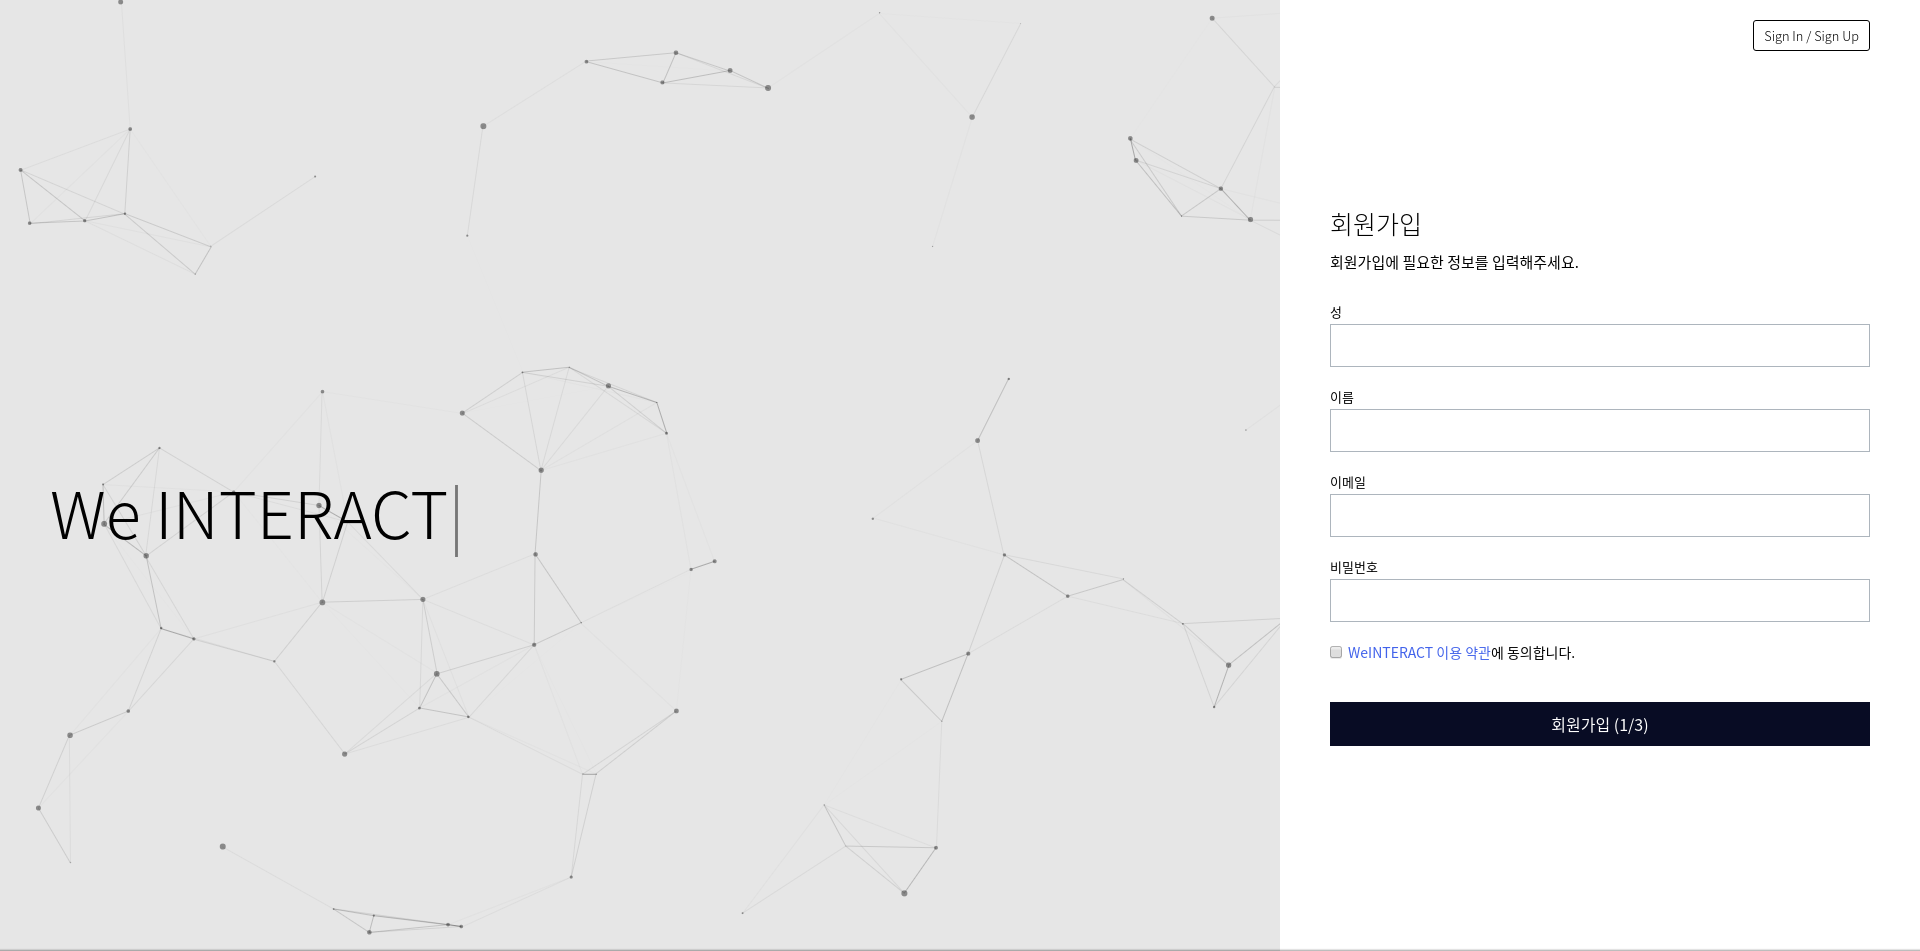 Sign In / Sign Up
We INTERACT
회원가입
회원가입에 필요한 정보를 입력해주세요.
성
이름
이메일
비밀번호
WeINTERACT 이용 약관에 동의합니다.
회원가입 (1/3)